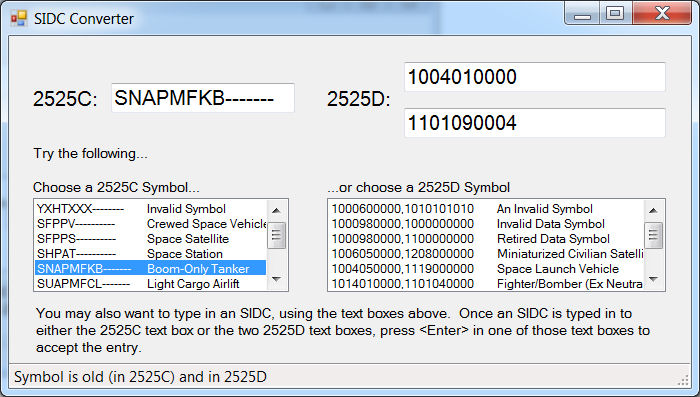 SIDC Converter
2525C: SNAPMFKB------- 2525D: 1004010000
1101090004
Try the following...
Choose a 2525C Symbol...
YXHTXXX-------- Invalid Symbol
SFPPV---------- Crewed Space Vehicle
SFPPS---------- Space Satellite
SHPAT---------- Space Station
SNAPMFKB------- Boom-Only Tanker
SUAPMFCL------- Light Cargo Airlift
...or choose a 2525D Symbol
1000600000,1010101010 An Invalid Symbol
1000980000,1000000000 Invalid Data Symbol
1000980000,1100000000 Retired Data Symbol
1006050000,1208000000 Miniaturized Civilian Satelli
1004050000,1119000000 Space Launch Vehicle
1014010000,1101040000 Fighter/Bomber (Ex Neutra
You may also want to type in an SIDC, using the text boxes above. Once an SIDC is typed in to
either the 2525C text box or the two 2525D text boxes, press <Enter> in one of those text boxes to
accept the entry.
Symbol is old (in 2525C) and in 2525D